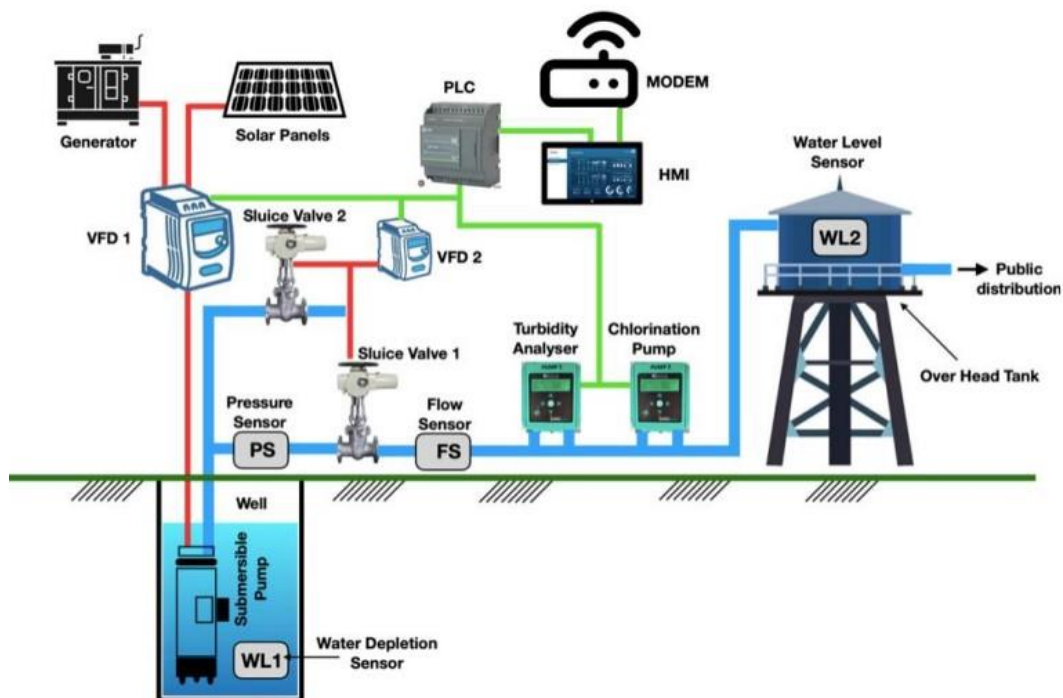 Generator
Solar Panels
PLC
MODEM
HMI
Water Level
Sensor
VFD 1
Sluice Valve 2
VFD 2
WL2
Public
distribution
Sluice Valve 1
Turbidity
Analyser
Chlorination
Pump
Over Head Tank
Pressure
Sensor
Flow
Sensor
PS
FS
Well
Submersible
Pump
WL1
Water Depletion
Sensor